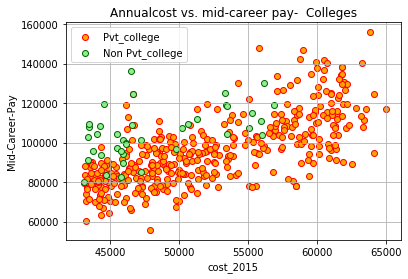 Annualcost vs. mid-career pay-  Colleges
Pvt_college
Non Pvt_college
Mid-Career-Pay
160000
140000
120000
100000
80000
60000
45000 50000 55000 60000 65000
cost_2015